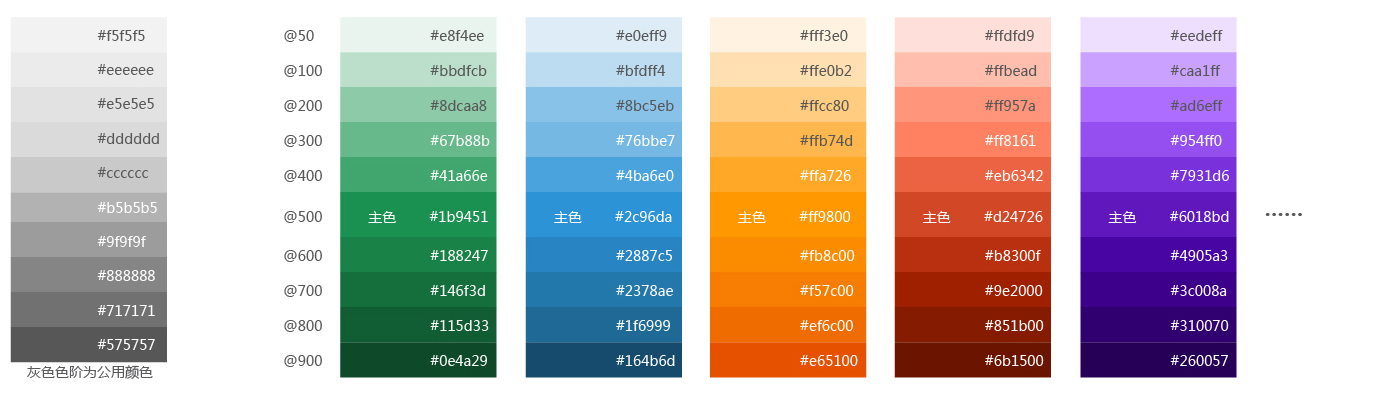 #f5f5f5
#eeeeee
#e5e5e5
#dddddd
#cccccc
#b5b5b5
#9f9f9f
#888888
#717171
#575757
灰色色阶为公用颜色
@50 #e8f4ee #e0eff9 #fff3e0 #ffdfd9 #eedeff
@100 #bbdfcb #bfdff4 #ffe0b2 #ffbead #caa1ff
@200 #8dcaa8 #8bc5eb #ffcc80 #ff957a #ad6eff
@300 #67b88b #76bbe7 #ffb74d #ff8161 #954ff0
@400 #41a66e #4ba6e0 #ffa726 #eb6342 #7931d6
@500 主色 #1b9451 主色 #2c96da 主色 #ff9800 主色 #d24726 主色 #6018bd ······
@600 #188247 #2887c5 #fb8c00 #b8300f #4905a3
@700 #146f3d #2378ae #f57c00 #9e2000 #3c008a
@800 #115d33 #1f6999 #ef6c00 #851b00 #310070
@900 #0e4a29 #164b6d #e65100 #6b1500 #260057